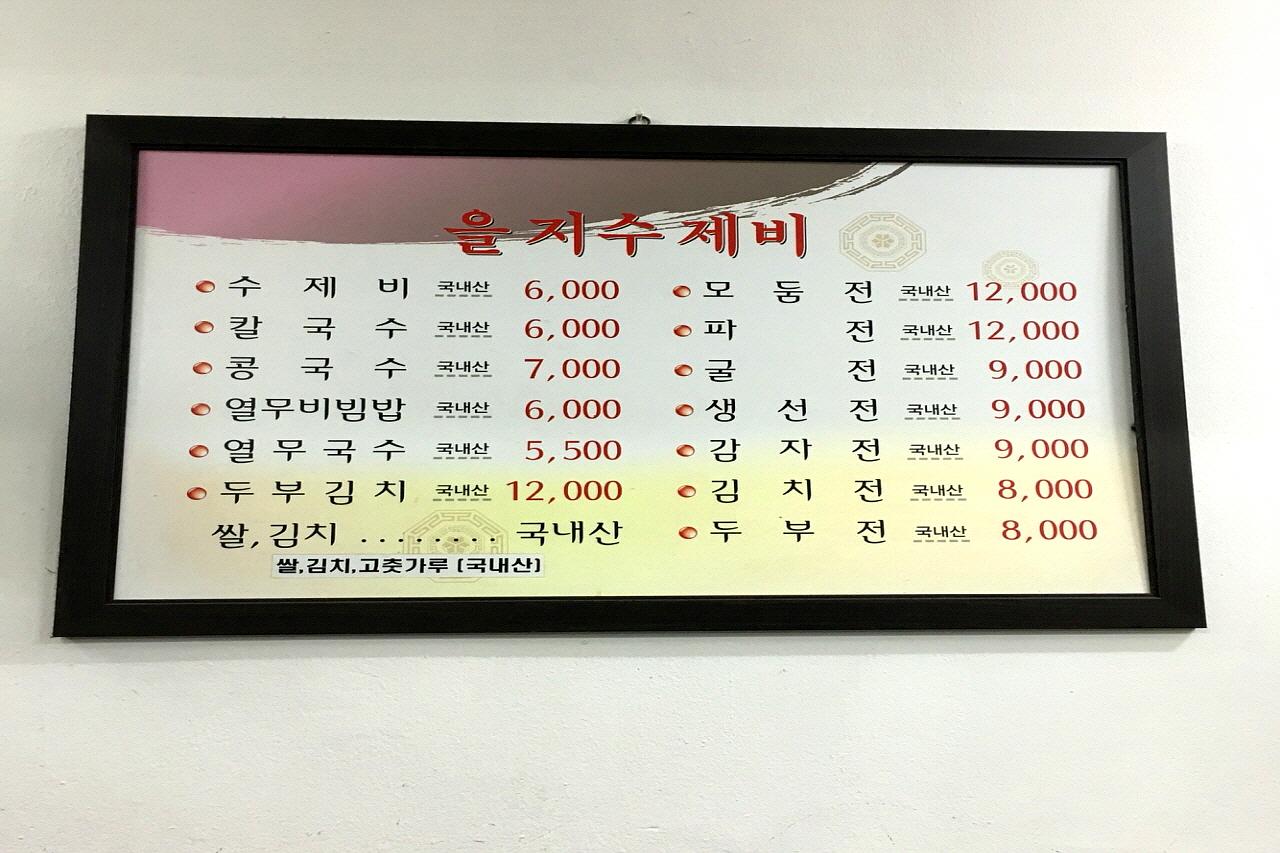 을지수제비
수제비 국내산 6,000
칼국수 국내산 6,000
콩국수 국내산 7,000
열무비빔밥 국내산 6,000
열무국수 국내산 5,500
두부김치 국내산 12,000
쌀,김치 ... .... 국내산
쌀,김치,고춧가루 (국내산)
모둠전 국내산 12,000
파전 국내산 12,000
굴전 국내산 9,000
생선전 국내산 9,000
감자전 국내산 9,000
김치전 국내산 8,000
두부전 국내산 8,000